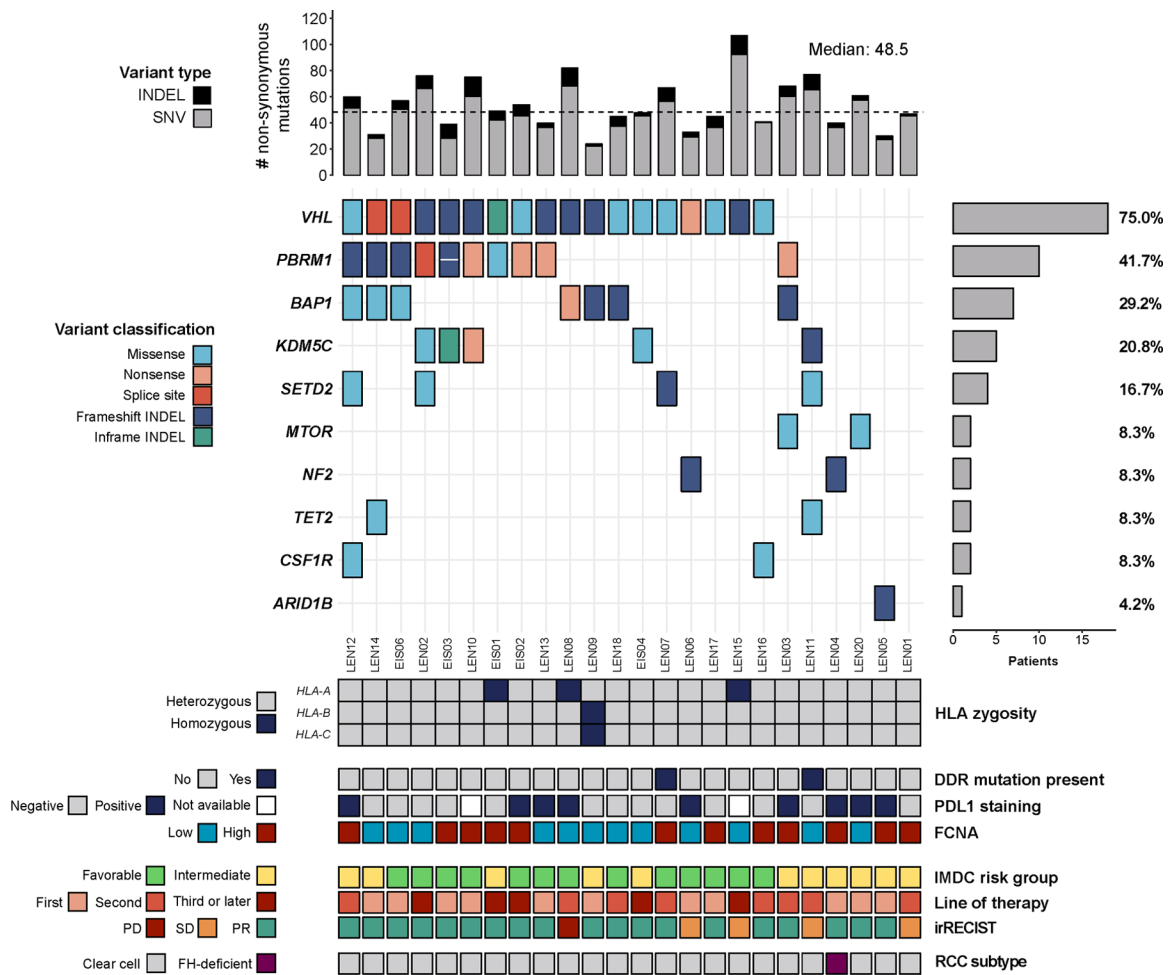 120
100
80
60
40
20
0
# non-synonymous
mutations
Median: 48.5
Variant type
INDEL
SNV
VHL
75.0%
PBRM1
41.7%
BAP1
29.2%
Variant classification
Missense
Nonsense
Splice site
Frameshift INDEL
Inframe INDEL
KDM5C
20.8%
SETD2
16.7%
MTOR
8.3%
NF2
8.3%
TET2
8.3%
CSF1R
8.3%
ARID1B
4.2%
0 5 10 15
Patients
LEN12 LEN14 EIS06 LEN02 EIS03 LEN10 EIS01 EIS02 LEN13 LEN08 LEN09 LEN18 EIS04 LEN07 LEN06 LEN17 LEN15 LEN16 LEN03 LEN11 LEN04 LEN20 LEN05 LEN01
Heterozygous
Homozygous
HLA-A
HLA-B
HLA-C
HLA zygosity
No Yes
DDR mutation present
Negative Positive Not available
PDL1 staining
Low High
FCNA
Favorable Intermediate
IMDC risk group
First Second Third or later
Line of therapy
PD SD PR
irRECIST
Clear cell FH-deficient
RCC subtype